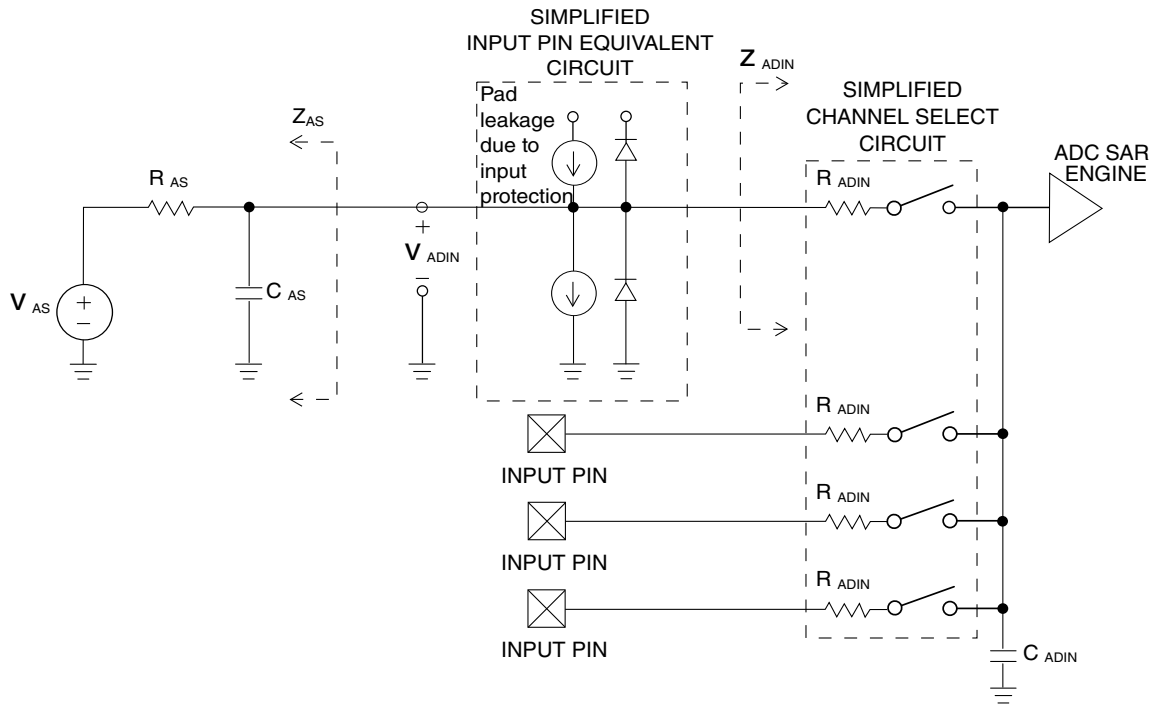 SIMPLIFIED
INPUT PIN EQUIVALENT
CIRCUIT
Pad
leakage
due to
input
protection
Z ADIN
SIMPLIFIED
CHANNEL SELECT
CIRCUIT
ADC SAR
ENGINE
Z AS
R AS
R ADIN
+
V ADIN
–
C AS
V AS
+
–
R ADIN
INPUT PIN
R ADIN
INPUT PIN
R ADIN
INPUT PIN
C ADIN